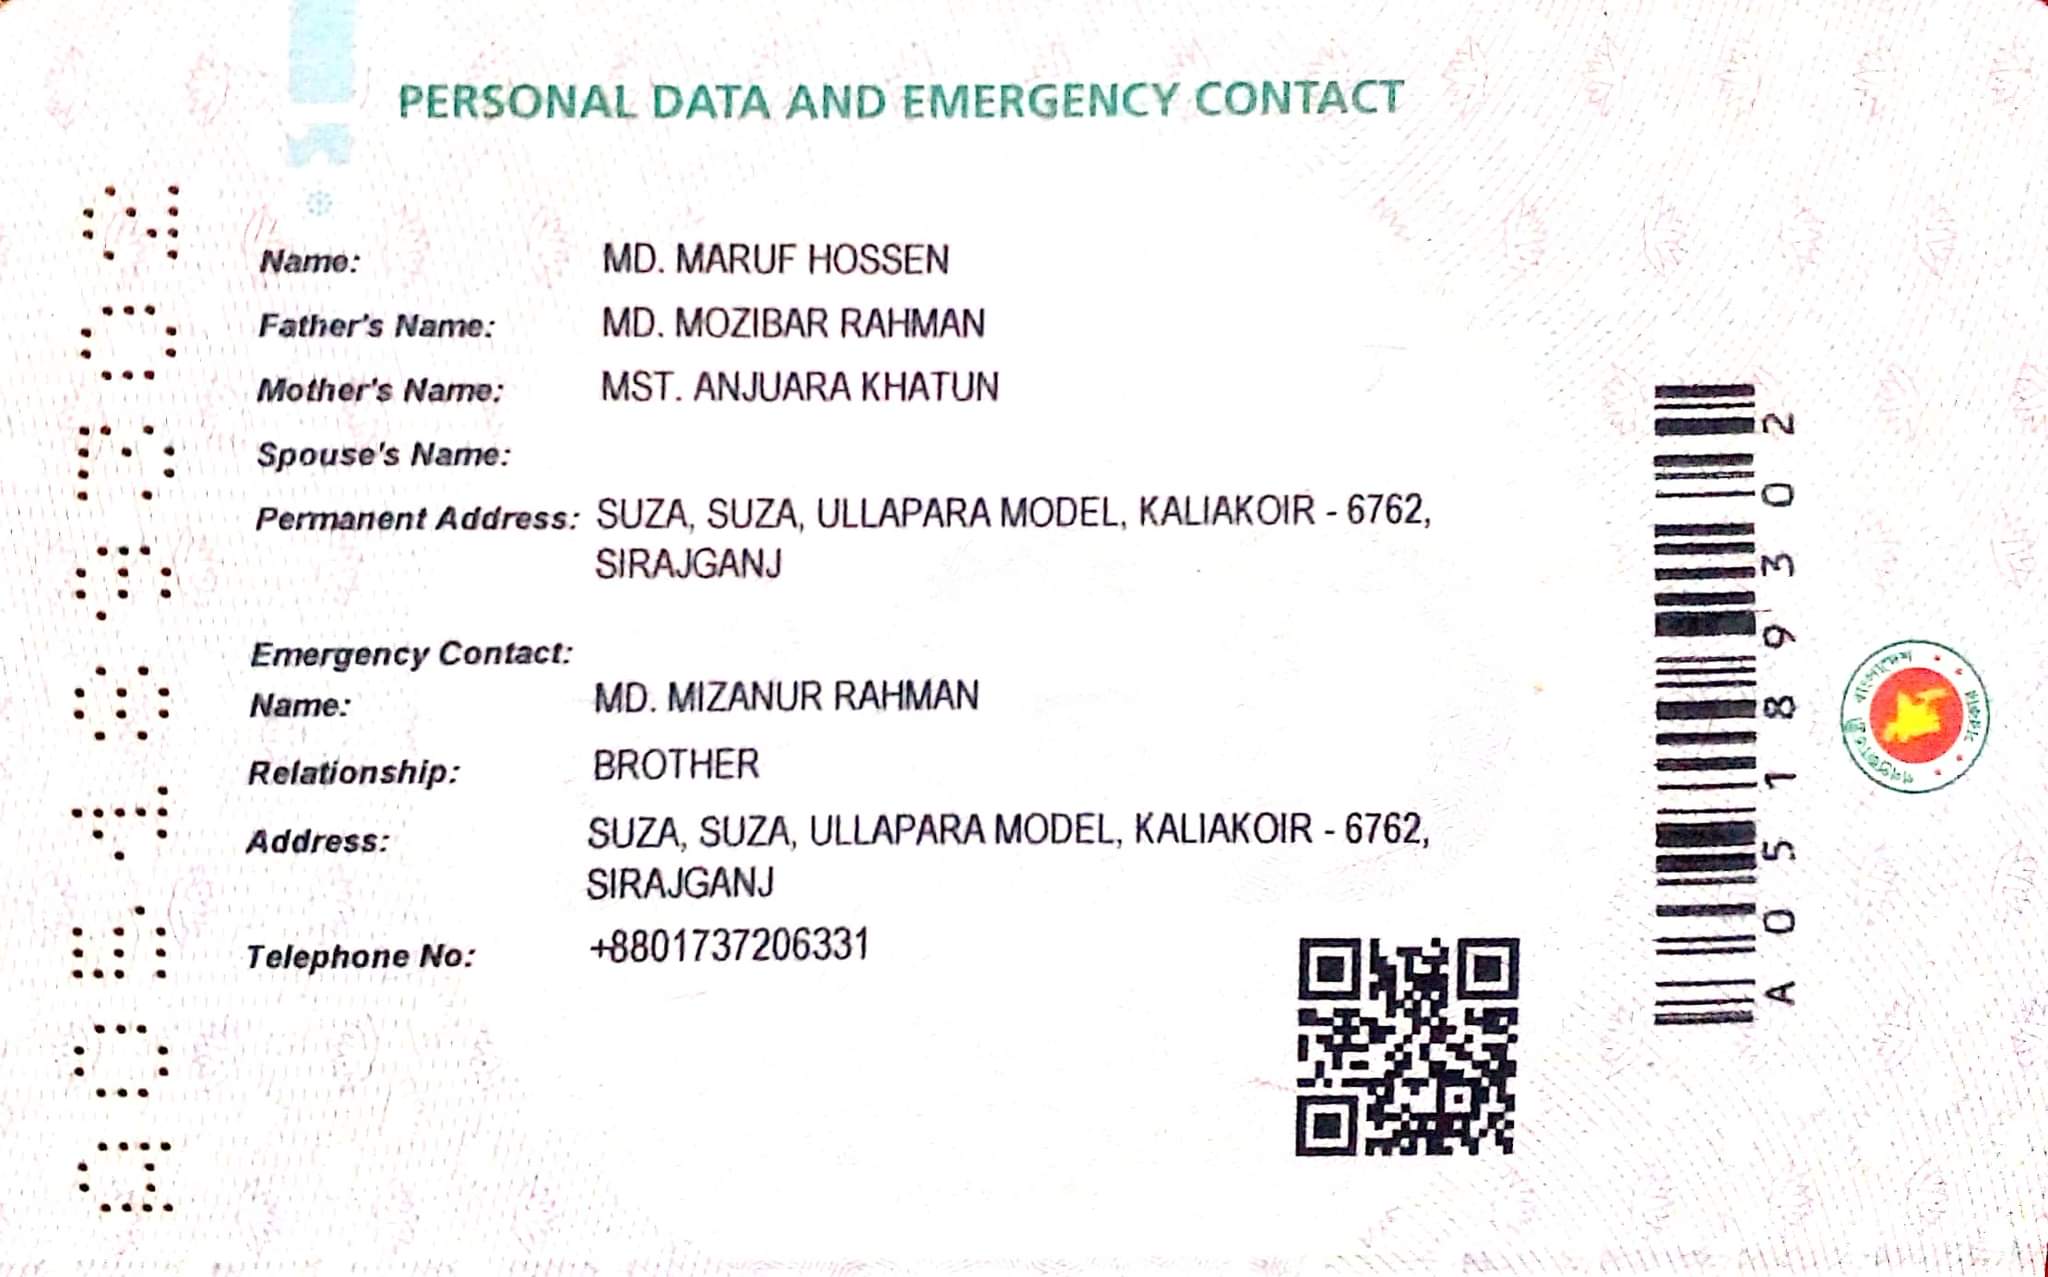 PERSONAL DATA AND EMERGENCY CONTACT
Name: MD. MARUF HOSSEN
Father's Name: MD. MOZIBAR RAHMAN
Mother's Name: MST. ANJUARA KHATUN
Spouse's Name:
Permanent Address: SUZA, SUZA, ULLAPARA MODEL, KALIAKOIR - 6762,
SIRAJGANJ
Emergency Contact:
Name: MD. MIZANUR RAHMAN
Relationship: BROTHER
Address: SUZA, SUZA, ULLAPARA MODEL, KALIAKOIR - 6762,
SIRAJGANJ
Telephone No: +8801737206331
A05189302